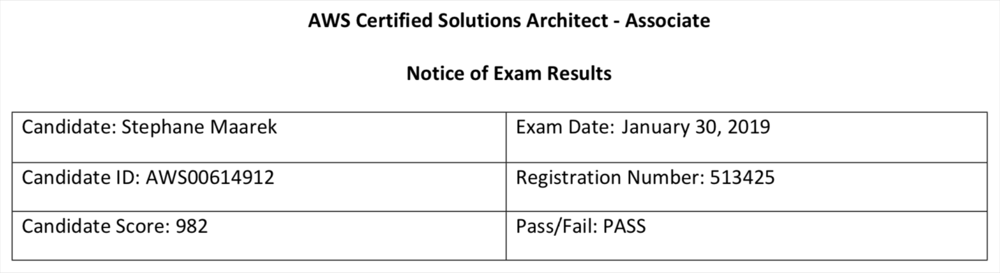 AWS Certified Solutions Architect - Associate
Notice of Exam Results
Candidate: Stephane Maarek
Exam Date: January 30, 2019
Candidate ID: AWS00614912
Registration Number: 513425
Candidate Score: 982
Pass/Fail: PASS